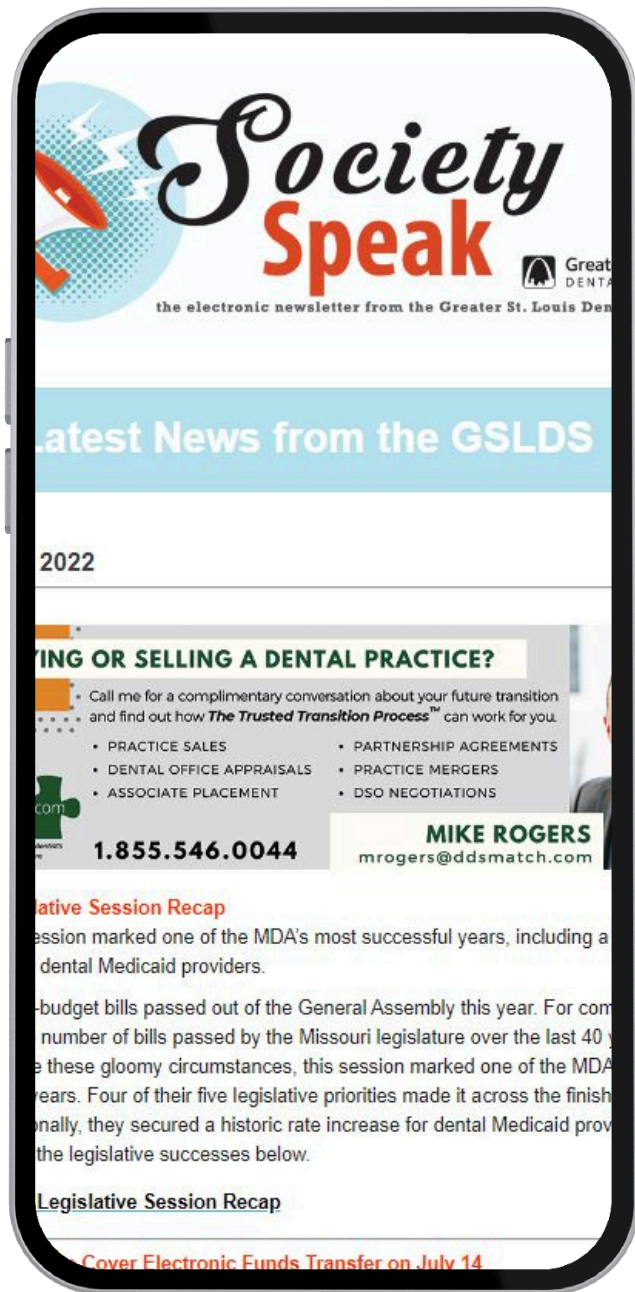 Society
Speak
Great
DENTA
the electronic newsletter from the Greater St. Louis Den
Latest News from the GSLDS
2022
YING OR SELLING A DENTAL PRACTICE?
Call me for a complimentary conversation about your future transition
and find out how The Trusted Transition Process™ can work for you.
• PRACTICE SALES
• DENTAL OFFICE APPRAISALS
• ASSOCIATE PLACEMENT
• PARTNERSHIP AGREEMENTS
• PRACTICE MERGERS
• DSO NEGOTIATIONS
com
1.855.546.0044
MIKE ROGERS
mrogers@ddsmatch.com
lative Session Recap
ession marked one of the MDA's most successful years, including a
dental Medicaid providers.
-budget bills passed out of the General Assembly this year. For com
number of bills passed by the Missouri legislature over the last 40 y
e these gloomy circumstances, this session marked one of the MDA
years. Four of their five legislative priorities made it across the finish
onally, they secured a historic rate increase for dental Medicaid prov
the legislative successes below.
Legislative Session Recap
Cover Electronic Funds Transfer on July 14